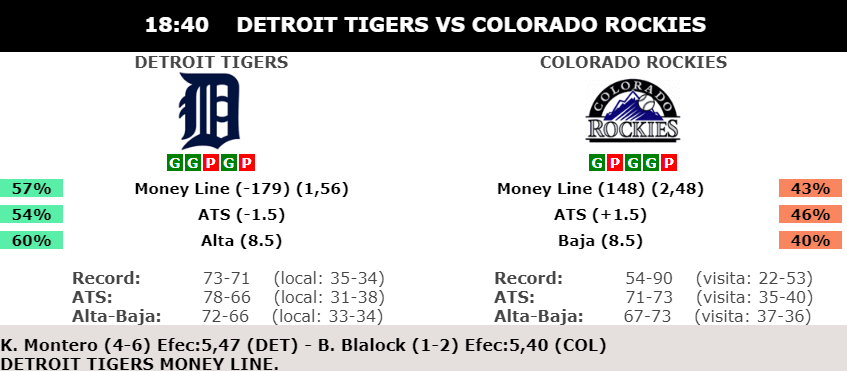 18:40 DETROIT TIGERS VS COLORADO ROCKIES
DETROIT TIGERS COLORADO ROCKIES
COLORADO
ROCKIES
G G P G P G P G G P
57% Money Line (-179) (1,56) Money Line (148) (2,48) 43%
54% ATS (-1.5) ATS (+1.5) 46%
60% Alta (8.5) Baja (8.5) 40%
Record: 73-71 (local: 35-34) Record: 54-90 (visita: 22-53)
ATS: 78-66 (local: 31-38) ATS: 71-73 (visita: 35-40)
Alta-Baja: 72-66 (local: 33-34) Alta-Baja: 67-73 (visita: 37-36)
K. Montero (4-6) Efec:5,47 (DET) - B. Blalock (1-2) Efec:5,40 (COL)
DETROIT TIGERS MONEY LINE.